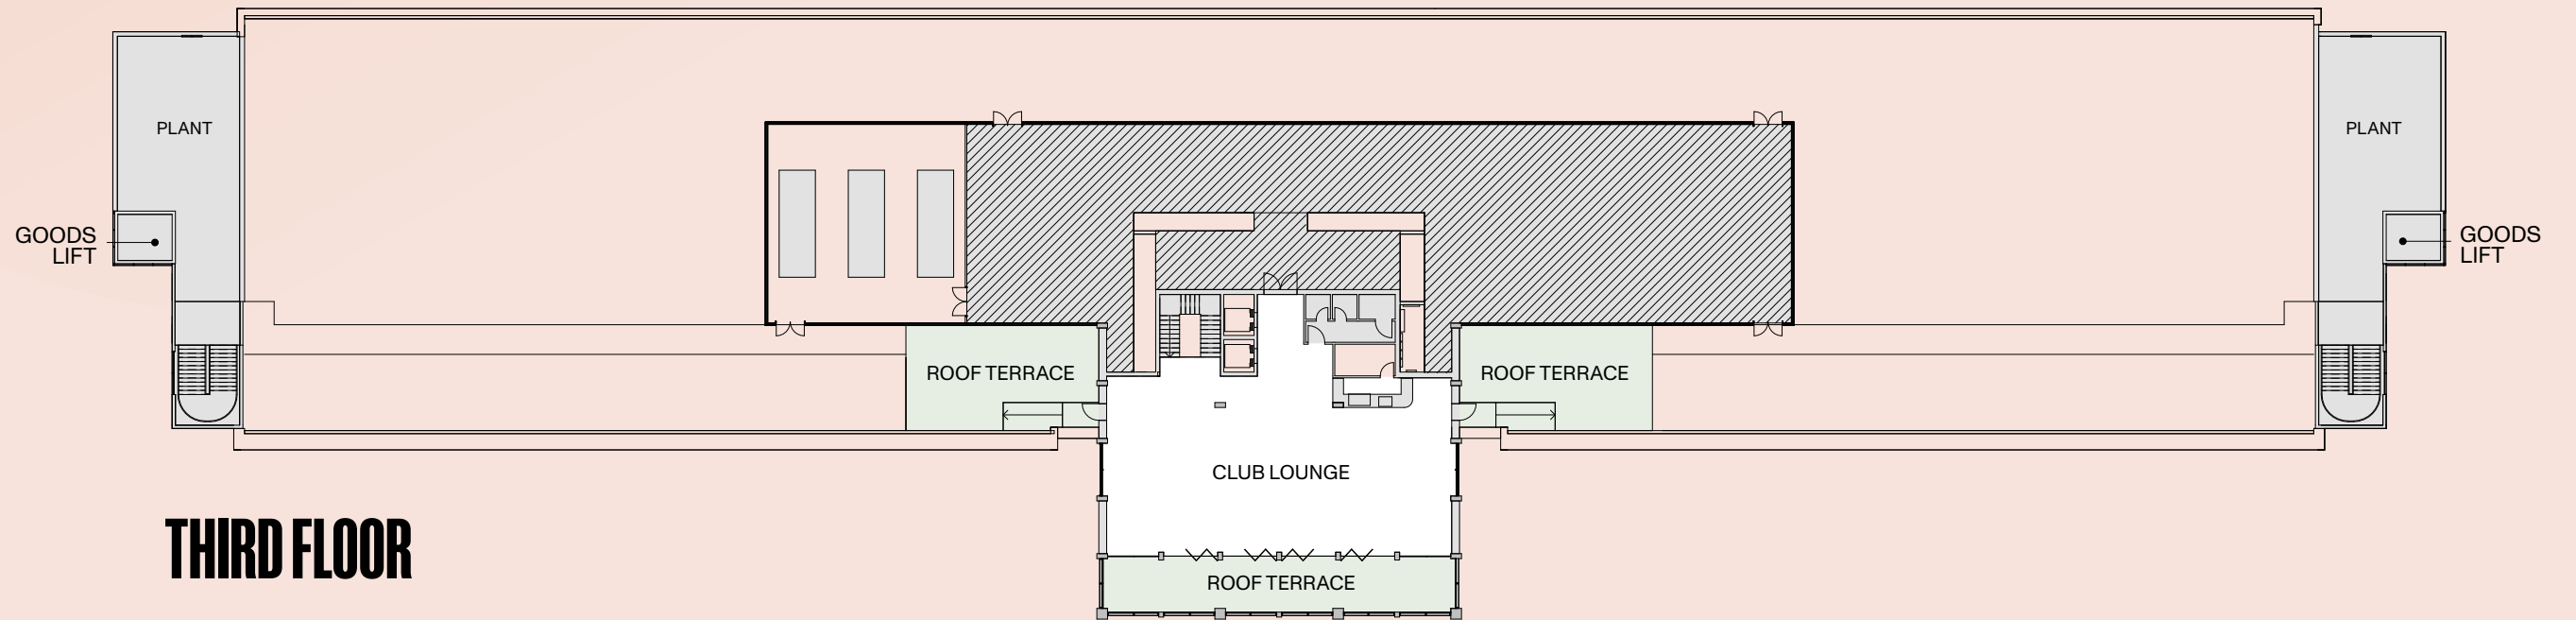 PLANT
PLANT
GOODS
LIFT
GOODS
LIFT
ROOF TERRACE
ROOF TERRACE
CLUB LOUNGE
THIRD FLOOR
ROOF TERRACE